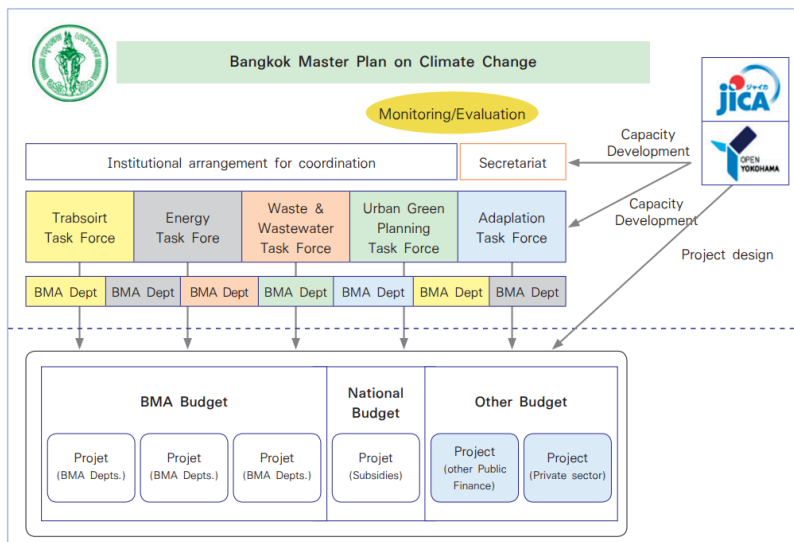 Bangkok Master Plan on Climate Change
Monitoring/Evaluation
ジャイカ
JICA
OPEN
YOKOHAMA
Capacity
Development
Institutional arrangement for coordination
Secretariat
Trabsoirt
Task Force
Energy
Task Fore
Waste &
Wastewater
Task Force
Urban Green
Planning
Task Force
Adaplation
Task Force
Capacity
Development
Project design
BMA Dept
BMA Dept
BMA Dept
BMA Dept
BMA Dept
BMA Dept
BMA Dept
BMA Budget
National
Budget
Other Budget
Projet
(BMA Depts.)
Projet
(BMA Depts.)
Projet
(BMA Depts.)
Projet
(Subsidies)
Project
(other Public
Finance)
Project
(Private sector)